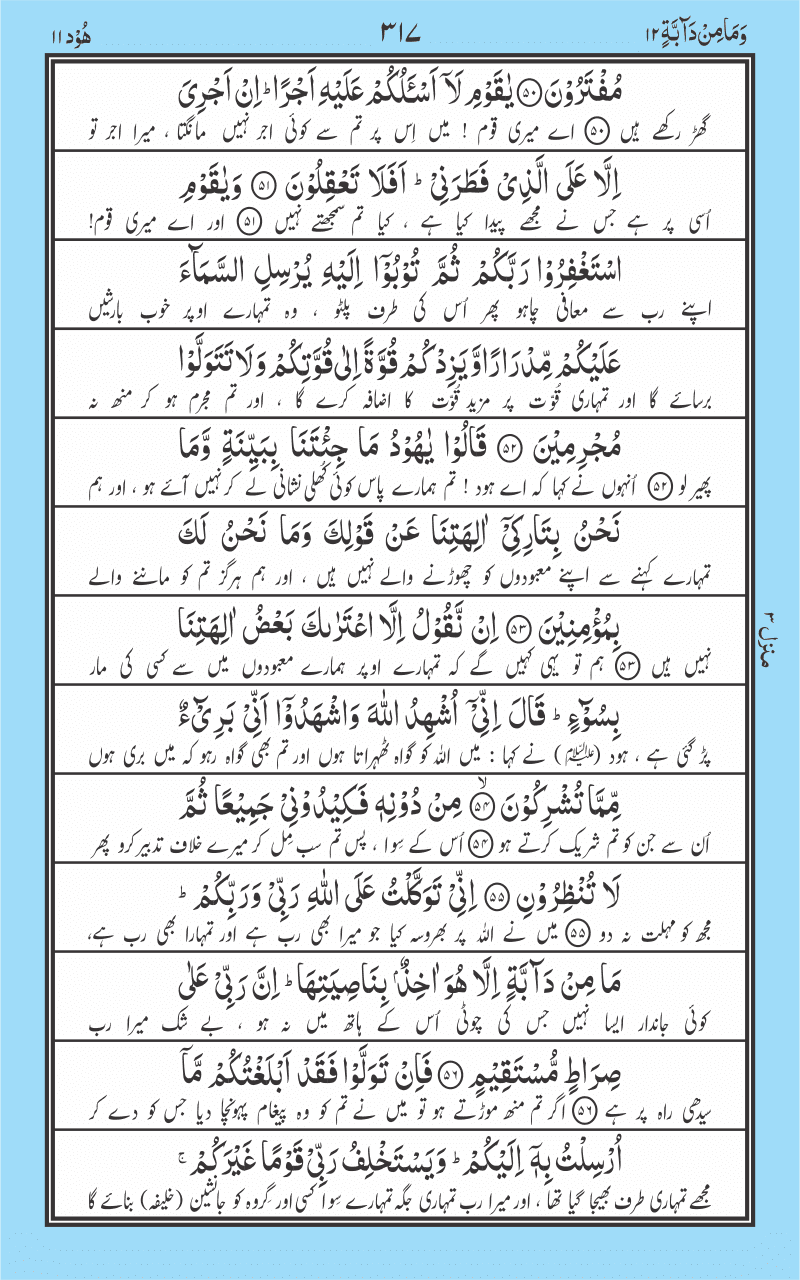 وَمَا مِنْ دَآبَّةٍ ۱۲
۳۱۷
هُوْد ۱۱
مُفْتَرُوْنَ ﴿۵۰﴾ يٰقَوْمِ لَاۤ اَسْـَٔلُكُمْ عَلَيْهِ اَجْرًا ؕ اِنْ اَجْرِيَ
گھڑ رکھے ہیں ﴿۵۰﴾ اے میری قوم ! میں اِس پر تم سے کوئی اجر نہیں مانگتا ، میرا اجر تو
اِلَّا عَلَى الَّذِيْ فَطَرَنِيْ ؕ اَفَلَا تَعْقِلُوْنَ ﴿۵۱﴾ وَيٰقَوْمِ
اُسی پر ہے جس نے مجھے پیدا کیا ہے ، کیا تم سمجھتے نہیں ﴿۵۱﴾ اور اے میری قوم!
اسْتَغْفِرُوْا رَبَّكُمْ ثُمَّ تُوْبُوْۤا اِلَيْهِ يُرْسِلِ السَّمَآءَ
اپنے رب سے معافی چاہو پھر اُس کی طرف پلٹو ، وہ تمہارے اوپر خوب بارشیں
عَلَيْكُمْ مِّدْرَارًا وَّيَزِدْكُمْ قُوَّةً اِلٰى قُوَّتِكُمْ وَلَا تَتَوَلَّوْا
برسائے گا اور تمہاری قُوّت پر مزید قُوّت کا اضافہ کرے گا ، اور تم مجرم ہو کر منھ نہ
مُجْرِمِيْنَ ﴿۵۲﴾ قَالُوْا يٰهُوْدُ مَا جِئْتَنَا بِبَيِّنَةٍ وَّمَا
پھیر لو ﴿۵۲﴾ اُنہوں نے کہا کہ اے ہود ! تم ہمارے پاس کوئی کُھلی نشانی لے کر نہیں آئے ہو ، اور ہم
نَحْنُ بِتَارِكِيْۤ اٰلِهَتِنَا عَنْ قَوْلِكَ وَمَا نَحْنُ لَكَ
تمہارے کہنے سے اپنے معبودوں کو چھوڑنے والے نہیں ہیں ، اور ہم ہرگز تم کو ماننے والے
بِمُؤْمِنِيْنَ ﴿۵۳﴾ اِنْ نَّقُوْلُ اِلَّا اعْتَرٰىكَ بَعْضُ اٰلِهَتِنَا
نہیں ہیں ﴿۵۳﴾ ہم تو یہی کہیں گے کہ تمہارے اوپر ہمارے معبودوں میں سے کسی کی مار
منزل ۳
بِسُوْٓءٍ ؕ قَالَ اِنِّيْۤ اُشْهِدُ اللّٰهَ وَاشْهَدُوْۤا اَنِّيْ بَرِيْٓءٌ
پڑ گئی ہے ، ہود (علیہ السلام) نے کہا : میں اللہ کو گواہ ٹھہراتا ہوں اور تم بھی گواہ رہو کہ میں بری ہوں
مِّمَّا تُشْرِكُوْنَ ﴿۵۴﴾ۙ مِنْ دُوْنِهٖ فَكِيْدُوْنِيْ جَمِيْعًا ثُمَّ
اُن سے جن کو تم شریک کرتے ہو ﴿۵۴﴾ اُس کے سِوا ، پس تم سب مِل کر میرے خلاف تدبیر کرو پھر
لَا تُنْظِرُوْنِ ﴿۵۵﴾ اِنِّيْ تَوَكَّلْتُ عَلَى اللّٰهِ رَبِّيْ وَرَبِّكُمْ ؕ
مجھ کو مہلت نہ دو ﴿۵۵﴾ میں نے اللہ پر بھروسہ کیا جو میرا بھی رب ہے اور تمہارا بھی رب ہے،
مَا مِنْ دَآبَّةٍ اِلَّا هُوَ اٰخِذٌۢ بِنَاصِيَتِهَا ؕ اِنَّ رَبِّيْ عَلٰى
کوئی جاندار ایسا نہیں جس کی چوٹی اُس کے ہاتھ میں نہ ہو ، بے شک میرا رب
صِرَاطٍ مُّسْتَقِيْمٍ ﴿۵۶﴾ فَاِنْ تَوَلَّوْا فَقَدْ اَبْلَغْتُكُمْ مَّاۤ
سیدھی راہ پر ہے ﴿۵۶﴾ اگر تم منھ موڑتے ہو تو میں نے تم کو وہ پیغام پہونچا دیا جس کو دے کر
اُرْسِلْتُ بِهٖۤ اِلَيْكُمْ ؕ وَيَسْتَخْلِفُ رَبِّيْ قَوْمًا غَيْرَكُمْ ۚ
مجھے تمہاری طرف بھیجا گیا تھا ، اور میرا رب تمہاری جگہ تمہارے سِوا کسی اور گِروہ کو جانشین (خلیفہ) بنائے گا